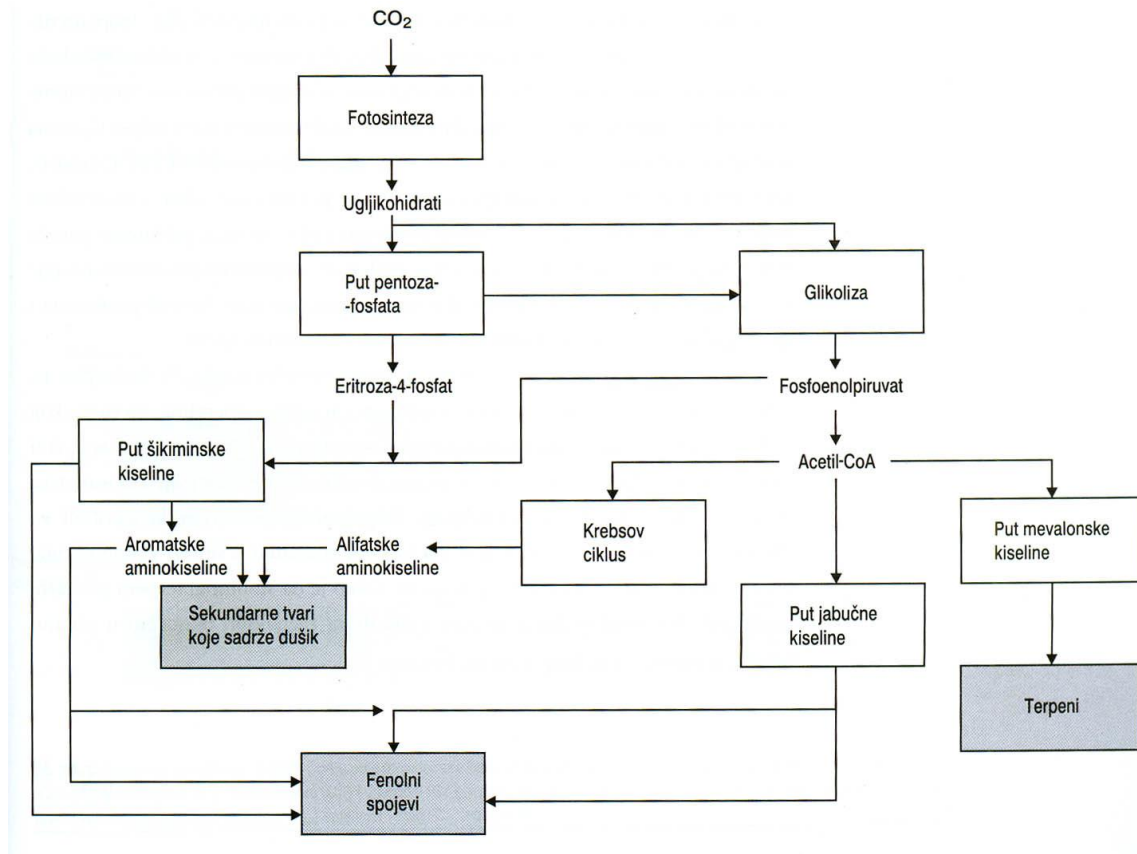 CO₂
Fotosinteza
Ugljikohidrati
Put pentoza-
-fosfata
Glikoliza
Eritroza-4-fosfat
Fosfoenolpiruvat
Put šikiminske
kiseline
Acetil-CoA
Krebsov
ciklus
Put mevalonske
kiseline
Aromatske
aminokiseline
Alifatske
aminokiseline
Sekundarne tvari
koje sadrže dušik
Put jabučne
kiseline
Terpeni
Fenolni
spojevi